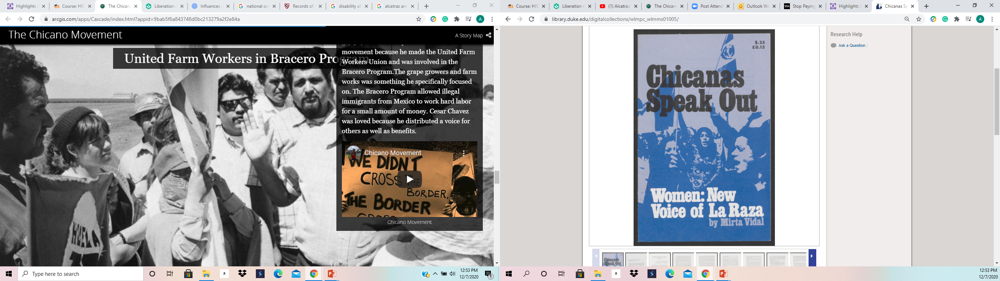 Highlights |
Course: HIS
The Chican
Liberation m
Influences o
national org
Records of
disability ab
alcatraz am
arcgis.com/apps/Cascade/index.html?appid=9bab5f6a843748d0bc213279a2f2e84a
A
The Chicano Movement
A Story Map
United Farm Workers in Bracero Program
movement because he made the United Farm
Workers Union and was involved in the
Bracero Program.The grape growers and farm
works was something he specifically focused
on. The Bracero Program allowed illegal
immigrants from Mexico to work hard labor
for a small amount of money. Cesar Chavez
was loved because he distributed a voice for
others as well as benefits.
Chicano Movement
WE DIDN'T
CROSS THE
BORDER,
THE BORDER
Chicano Movement
HUELGA
Type here to search
12:53 PM
12/7/2020
1
Course: HIS
Liberation m
(1) Alcatraz
The Chican
Post Attend
Outlook We
Stop Paying
Highlights |
Chicanas Sp
library.duke.edu/digitalcollections/wlmpc_wlmms01005/
A
$.35
£0.15
Chicanas
Speak Out
Women: New
Voice of La Raza
by Mirta Vidal
Chicanas
Speak Out
Research Help
Ask a Question
12:53 PM
12/7/2020